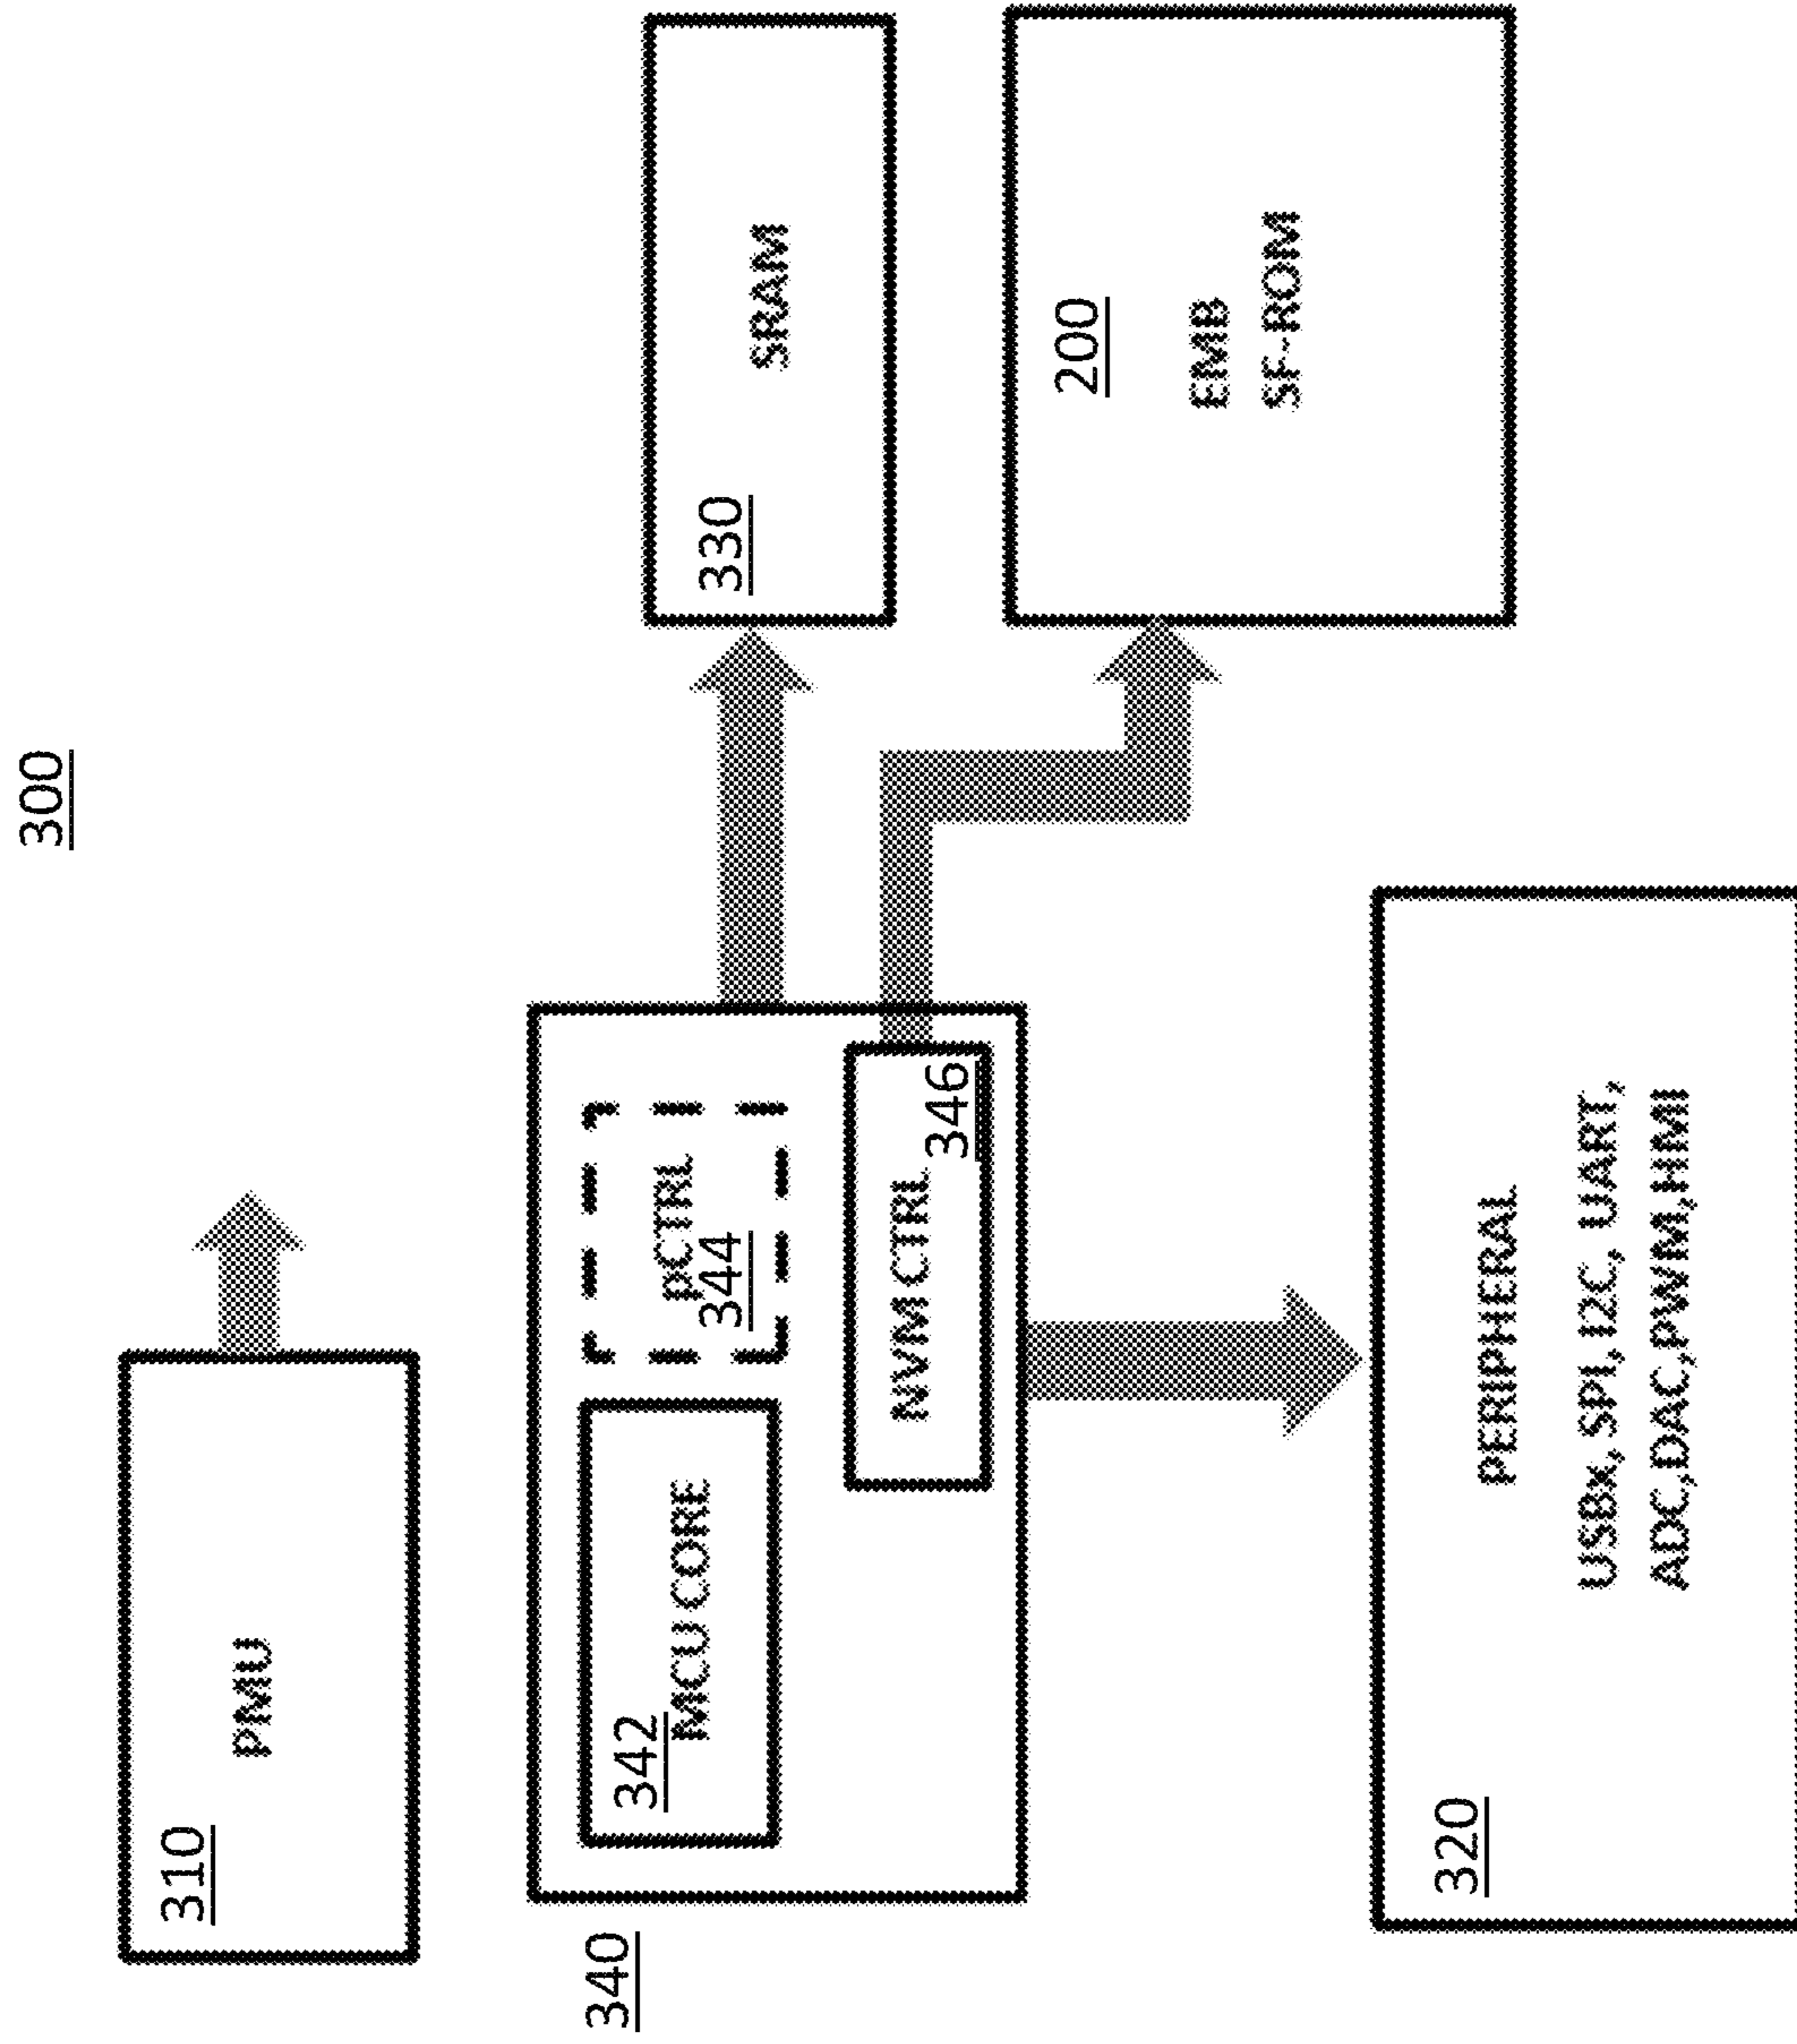 300
310
PMU
340
342
MCU CORE
pCTRL
344
NVM CTRL
346
330
SRAM
200
EMB
SF-ROM
320
PERIPHERAL
USBx, SPI, I2C, UART,
ADC,DAC,PWM,HMI